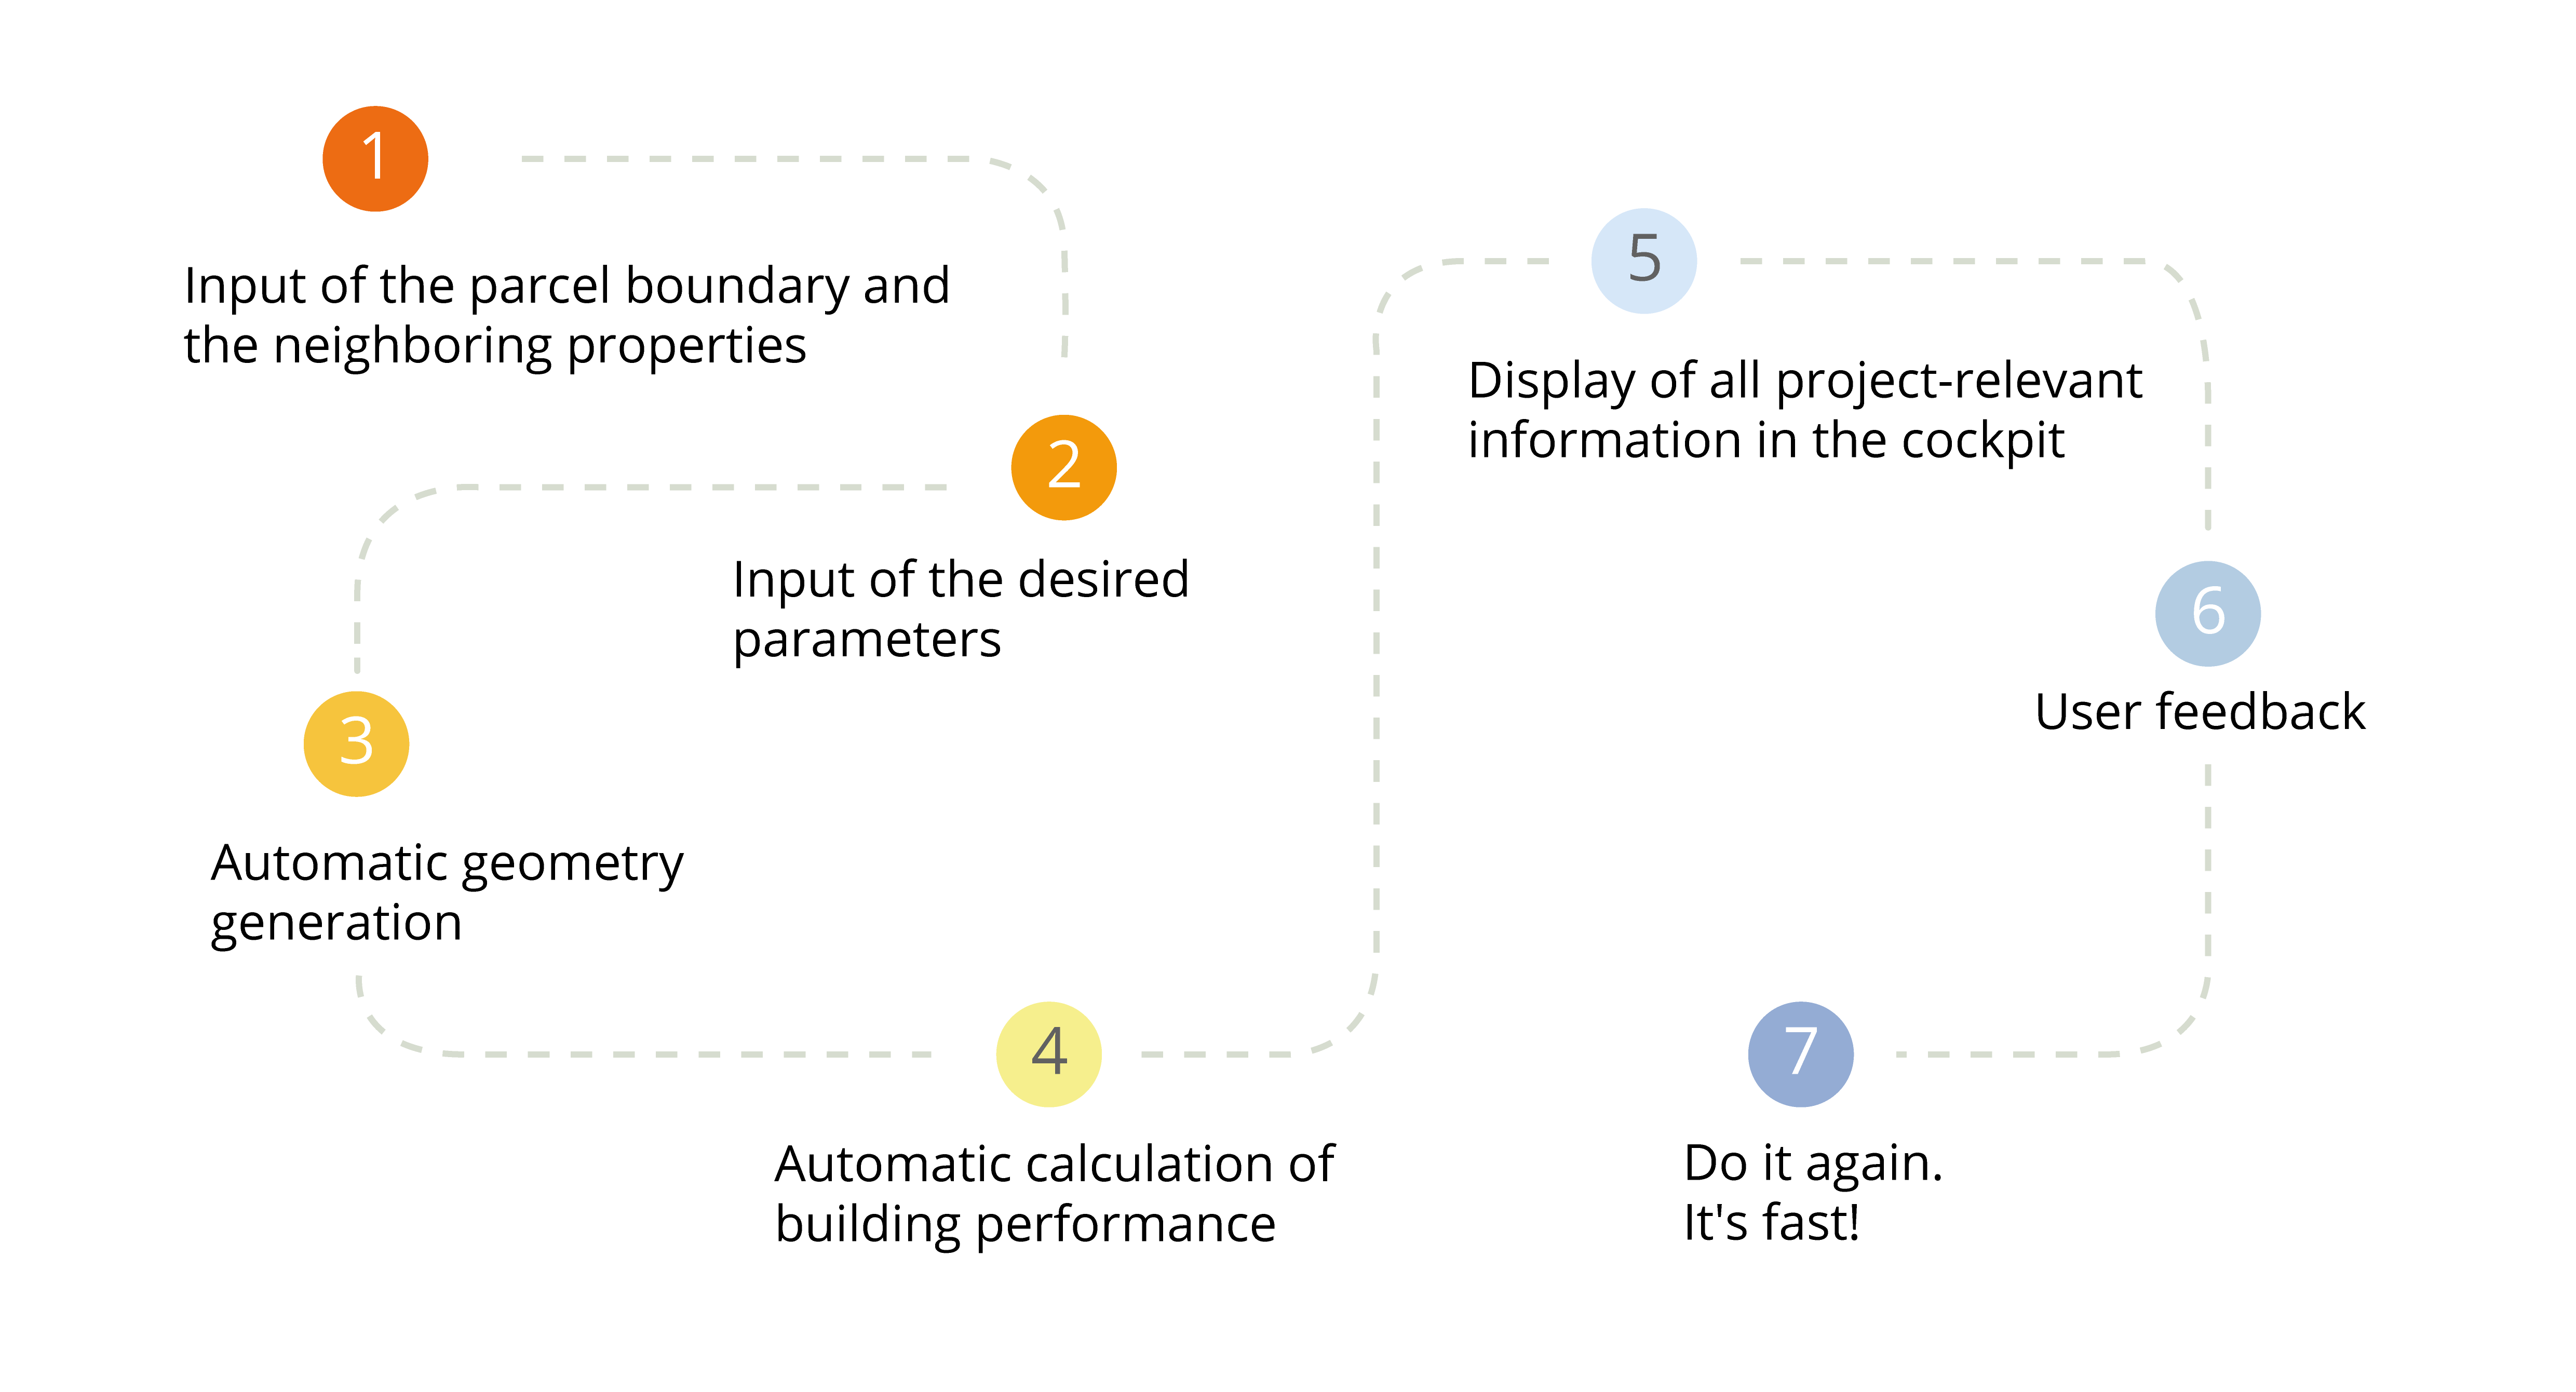 1
Input of the parcel boundary and
the neighboring properties
2
Input of the desired
parameters
3
Automatic geometry
generation
4
Automatic calculation of
building performance
5
Display of all project-relevant
information in the cockpit
6
User feedback
7
Do it again.
It's fast!